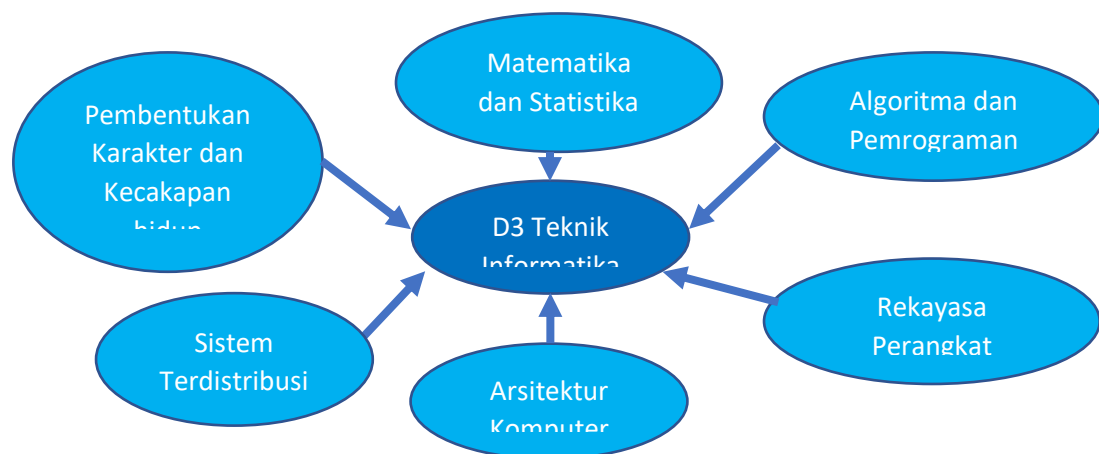 Matematika
dan Statistika
Algoritma dan
Pemrograman
Pembentukan
Karakter dan
Kecakapan
hidup
D3 Teknik
Informatika
Rekayasa
Perangkat
Sistem
Terdistribusi
Arsitektur
Komputer